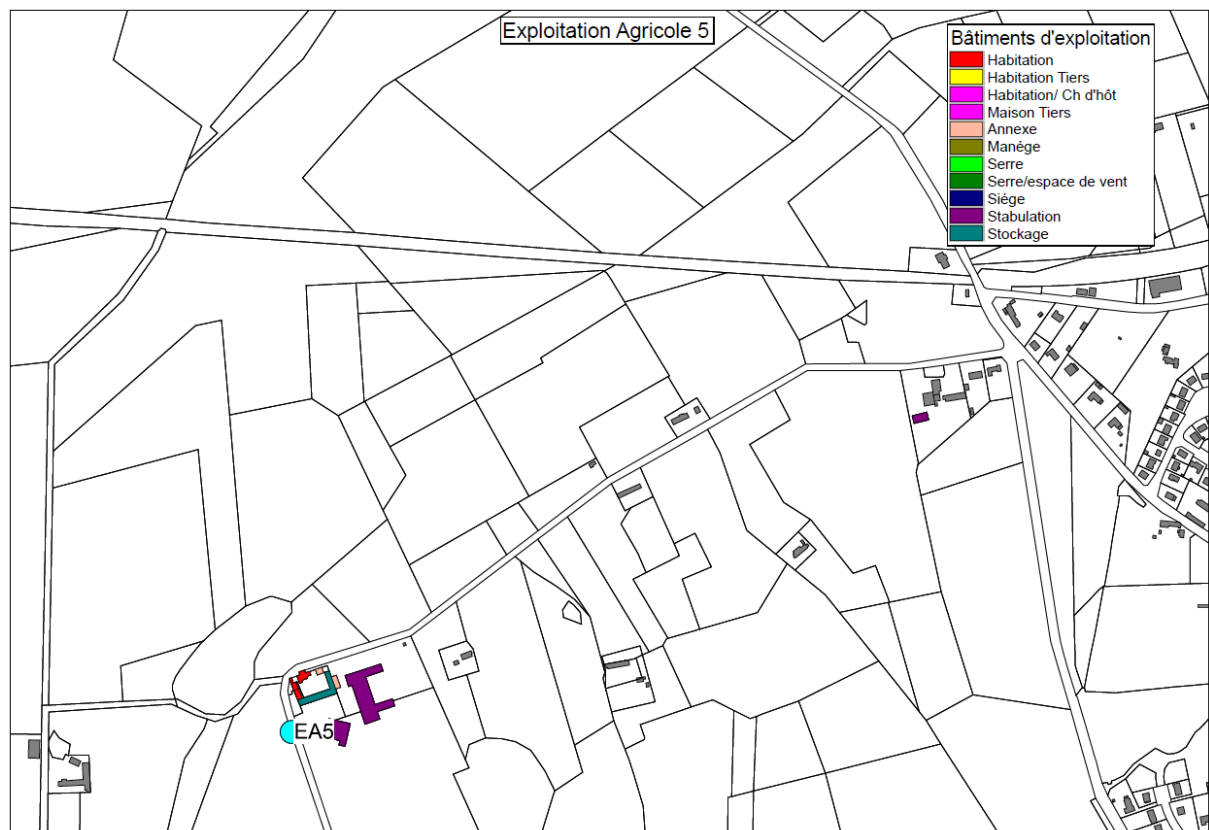 Exploitation Agricole 5
Bâtiments d'exploitation
Habitation
Habitation Tiers
Habitation/ Ch d'hôt
Maison Tiers
Annexe
Manége
Serre
Serre/espace de vent
Siége
Stabulation
Stockage
EA5